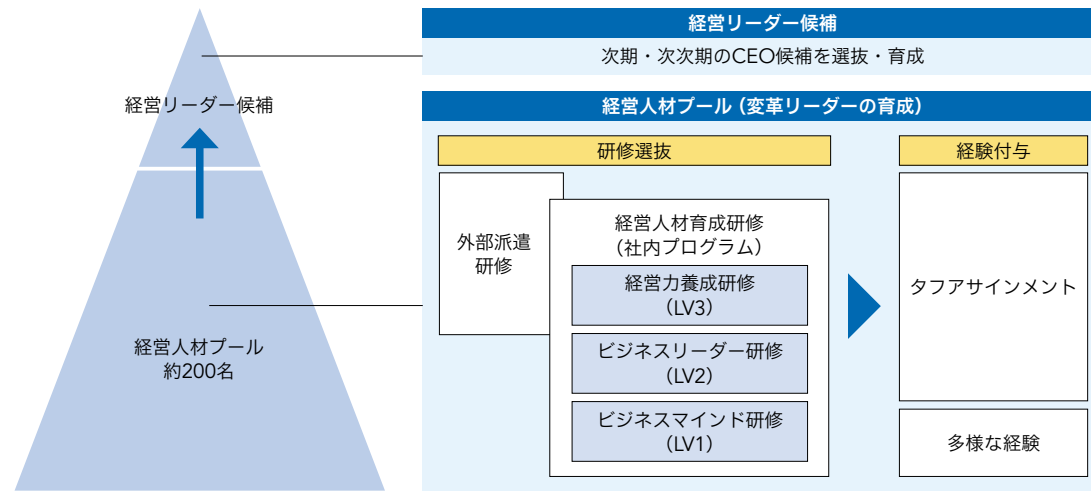 経営リーダー候補
経営人材プール
約200名
経営リーダー候補
次期・次次期のCEO候補を選抜・育成
経営人材プール（変革リーダーの育成）
研修選抜
外部派遣
研修
経営人材育成研修
（社内プログラム）
経営力養成研修
（LV3）
ビジネスリーダー研修
（LV2）
ビジネスマインド研修
（LV1）
経験付与
タフアサインメント
多様な経験